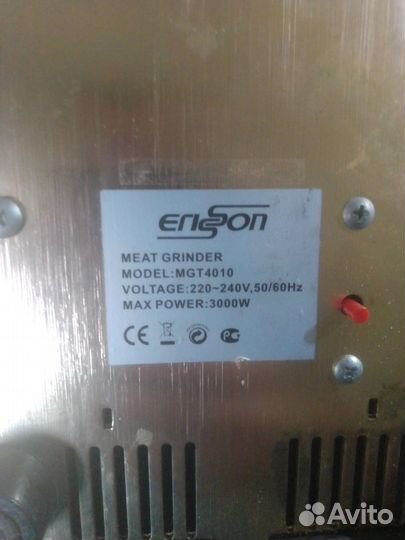 Erisson
MEAT GRINDER
MODEL:MGT4010
VOLTAGE:220~240V,50/60Hz
MAX POWER:3000W
CE
Avito